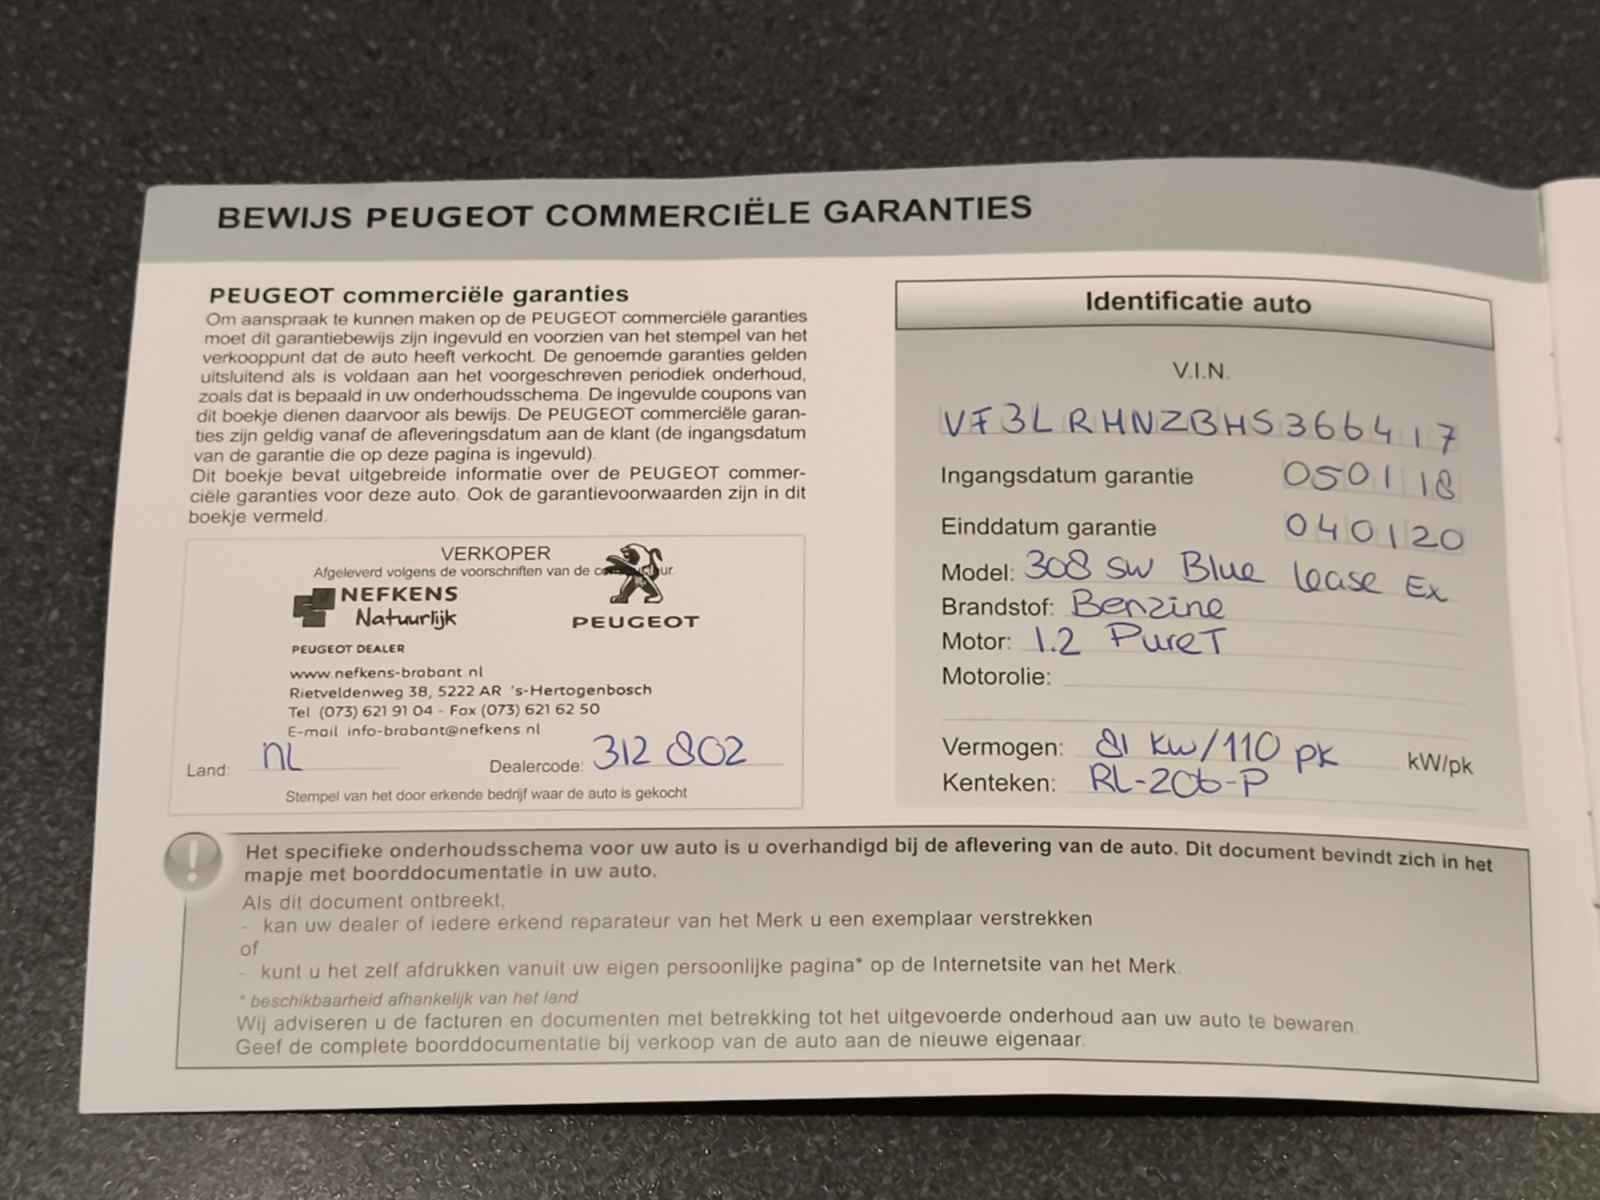 BEWIJS PEUGEOT COMMERCIËLE GARANTIES
PEUGEOT commerciële garanties
Om aanspraak te kunnen maken op de PEUGEOT commerciële garanties
moet dit garantiebewijs zijn ingevuld en voorzien van het stempel van het
verkooppunt dat de auto heeft verkocht. De genoemde garanties gelden
uitsluitend als is voldaan aan het voorgeschreven periodiek onderhoud,
zoals dat is bepaald in uw onderhoudsschema. De ingevulde coupons van
dit boekje dienen daarvoor als bewijs. De PEUGEOT commerciële garan-
ties zijn geldig vanaf de afleveringsdatum aan de klant (de ingangsdatum
van de garantie die op deze pagina is ingevuld).
Dit boekje bevat uitgebreide informatie over de PEUGEOT commer-
ciële garanties voor deze auto. Ook de garantievoorwaarden zijn in dit
boekje vermeld.
VERKOPER
Afgeleverd volgens de voorschriften van de
NEFKENS
Natuurlijk
PEUGEOT
PEUGEOT DEALER
www.nefkens-brabant.nl
Rietveldenweg 38, 5222 AR 's-Hertogenbosch
Tel (073) 621 91 04 - Fax (073) 621 62 50
E-mail info-brabant@nefkens.nl
Land: NL Dealercode: 312 802
Stempel van het door erkende bedrijf waar de auto is gekocht
Identificatie auto
V.I.N.
VF3LRHNZBHS366417
Ingangsdatum garantie 050118
Einddatum garantie 040120
Model: 308 SW Blue Lease Ex
Brandstof: Benzine
Motor: 1.2 PureT
Motorolie:
Vermogen: 81 kW/110 pk kW/pk
Kenteken: RL-206-P
Het specifieke onderhoudsschema voor uw auto is u overhandigd bij de aflevering van de auto. Dit document bevindt zich in het
mapje met boorddocumentatie in uw auto.
Als dit document ontbreekt,
- kan uw dealer of iedere erkend reparateur van het Merk u een exemplaar verstrekken
of
- kunt u het zelf afdrukken vanuit uw eigen persoonlijke pagina* op de Internetsite van het Merk.
* beschikbaarheid afhankelijk van het land
Wij adviseren u de facturen en documenten met betrekking tot het uitgevoerde onderhoud aan uw auto te bewaren.
Geef de complete boorddocumentatie bij verkoop van de auto aan de nieuwe eigenaar.